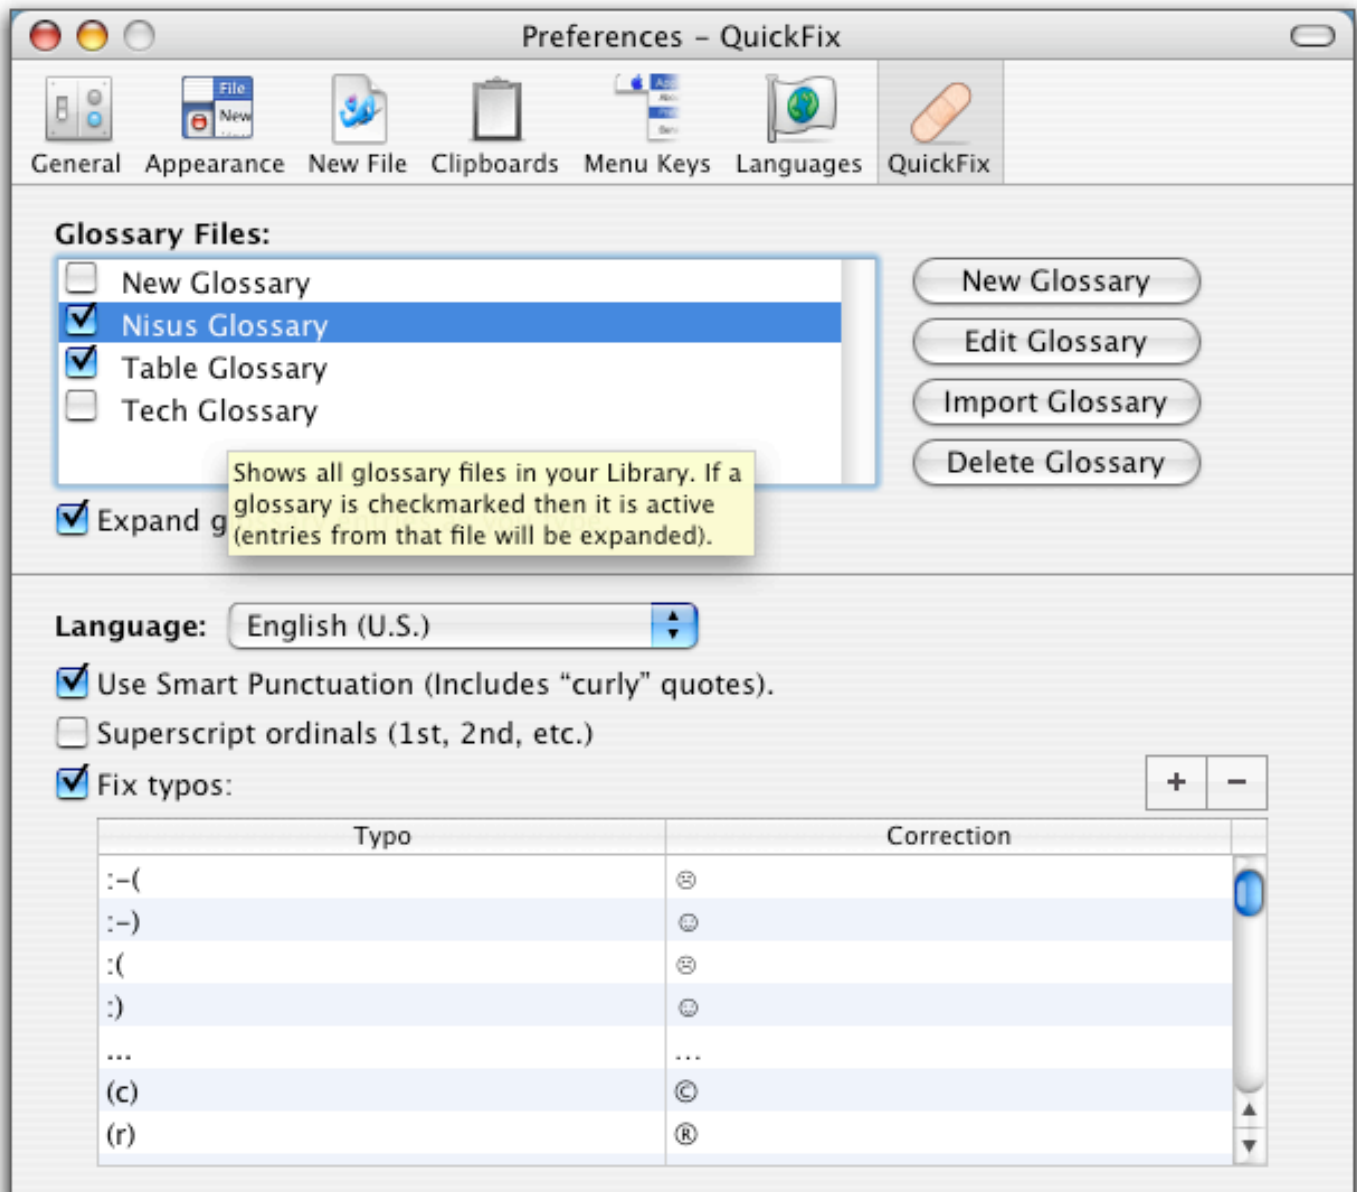 Preferences – QuickFix
File
New
General Appearance New File Clipboards Menu Keys Languages QuickFix
Glossary Files:
New Glossary
Nisus Glossary
Table Glossary
Tech Glossary
New Glossary
Edit Glossary
Import Glossary
Delete Glossary
Shows all glossary files in your Library. If a
glossary is checkmarked then it is active
(entries from that file will be expanded).
Expand g
Language: English (U.S.)
Use Smart Punctuation (Includes “curly” quotes).
Superscript ordinals (1st, 2nd, etc.)
Fix typos:
+ −
Typo Correction
:-( ☹
:-) ☺
:( ☹
:) ☺
... …
(c) ©
(r) ®